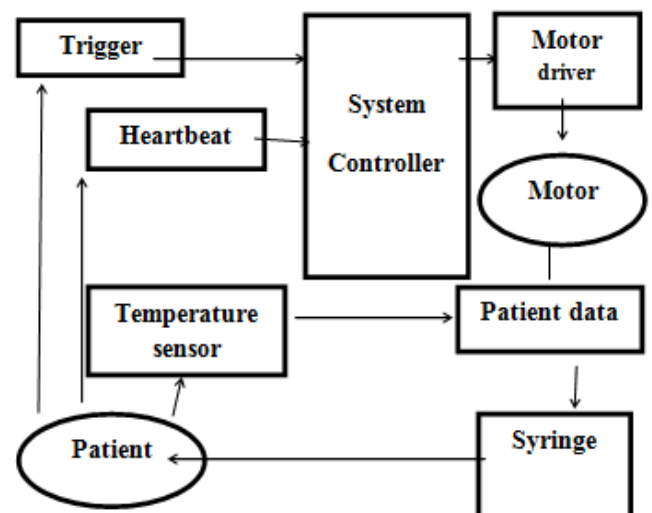 Trigger
Motor
driver
System
Controller
Heartbeat
Motor
Temperature
sensor
Patient data
Patient
Syringe